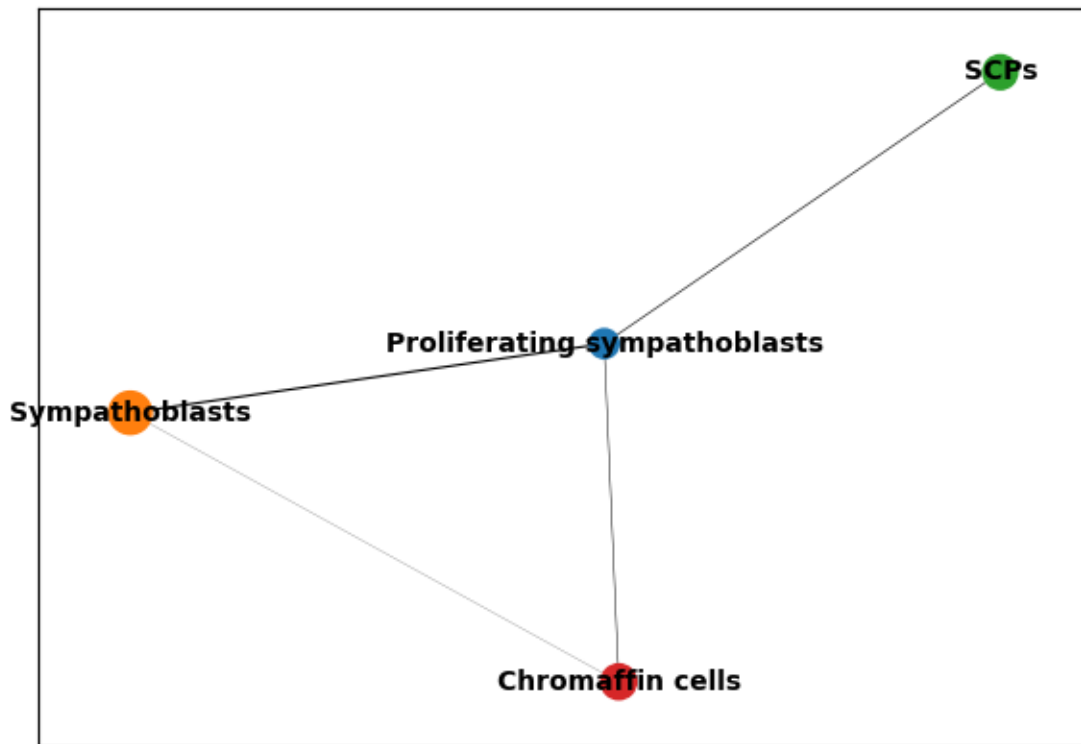 SCPs
Proliferating sympathoblasts
Sympathoblasts
Chromaffin cells